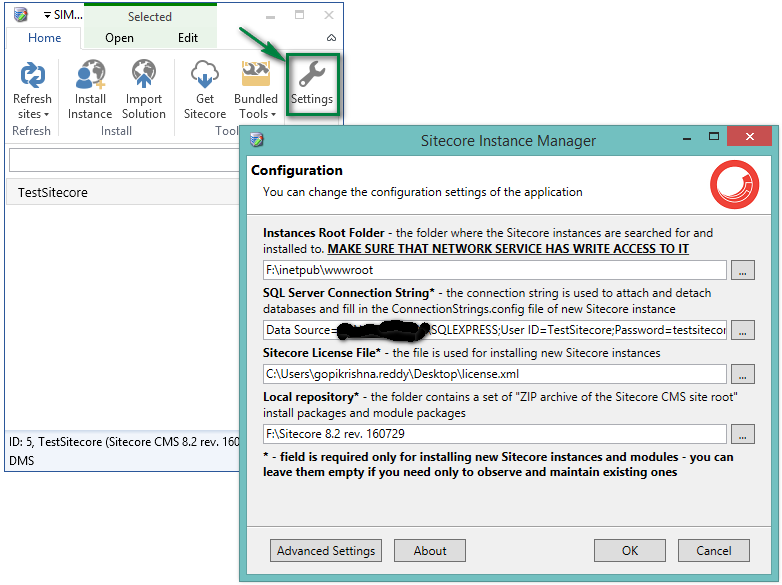 SIM...
Selected
Home
Open
Edit
Refresh sites
Install Instance
Import Solution
Get Sitecore
Bundled Tools
Settings
Refresh
Install
TestSitecore
ID: 5, TestSitecore (Sitecore CMS 8.2 rev. 160
DMS
Sitecore Instance Manager
Configuration
You can change the configuration settings of the application
Instances Root Folder - the folder where the Sitecore instances are searched for and
installed to. MAKE SURE THAT NETWORK SERVICE HAS WRITE ACCESS TO IT
F:\inetpub\wwwroot
...
SQL Server Connection String* - the connection string is used to attach and detach
databases and fill in the ConnectionStrings.config file of new Sitecore instance
Data Source= \SQLEXPRESS;User ID=TestSitecore;Password=testsitecor
...
Sitecore License File* - the file is used for installing new Sitecore instances
C:\Users\gopikrishna.reddy\Desktop\license.xml
...
Local repository* - the folder contains a set of "ZIP archive of the Sitecore CMS site root"
install packages and module packages
F:\Sitecore 8.2 rev. 160729
...
* - field is required only for installing new Sitecore instances and modules - you can
leave them empty if you need only to observe and maintain existing ones
Advanced Settings
About
OK
Cancel